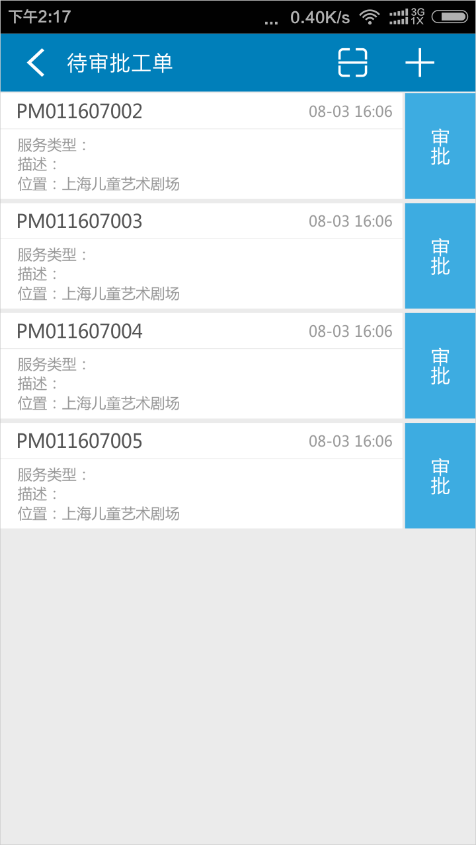 下午2:17 ... 0.40K/s 3G 1X
待审批工单
PM011607002 08-03 16:06
服务类型：
描述：
位置：上海儿童艺术剧场
审批
PM011607003 08-03 16:06
服务类型：
描述：
位置：上海儿童艺术剧场
审批
PM011607004 08-03 16:06
服务类型：
描述：
位置：上海儿童艺术剧场
审批
PM011607005 08-03 16:06
服务类型：
描述：
位置：上海儿童艺术剧场
审批